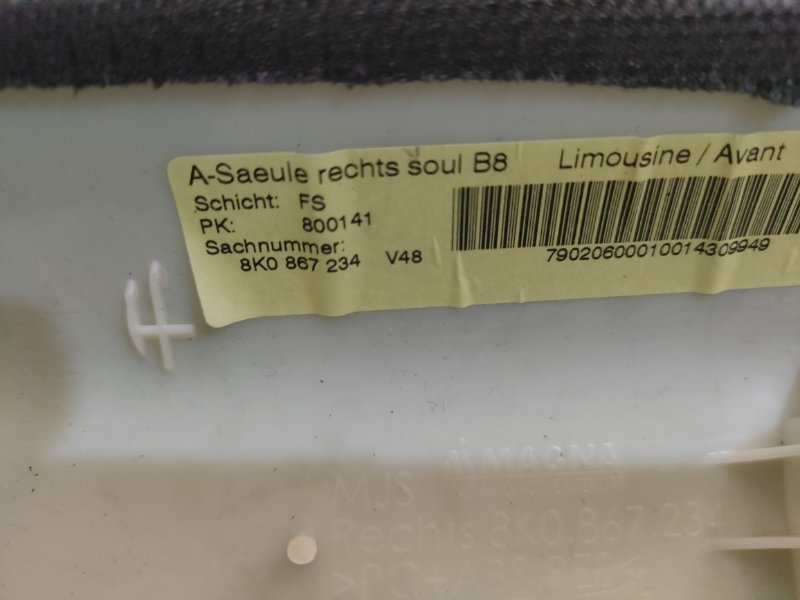 A-Saeule rechts soul B8 Limousine / Avant
Schicht: FS
PK: 800141
Sachnummer:
8K0 867 234 V48
79020600010014309949
MAGNA
MJS
Rechts 8K0 867 234